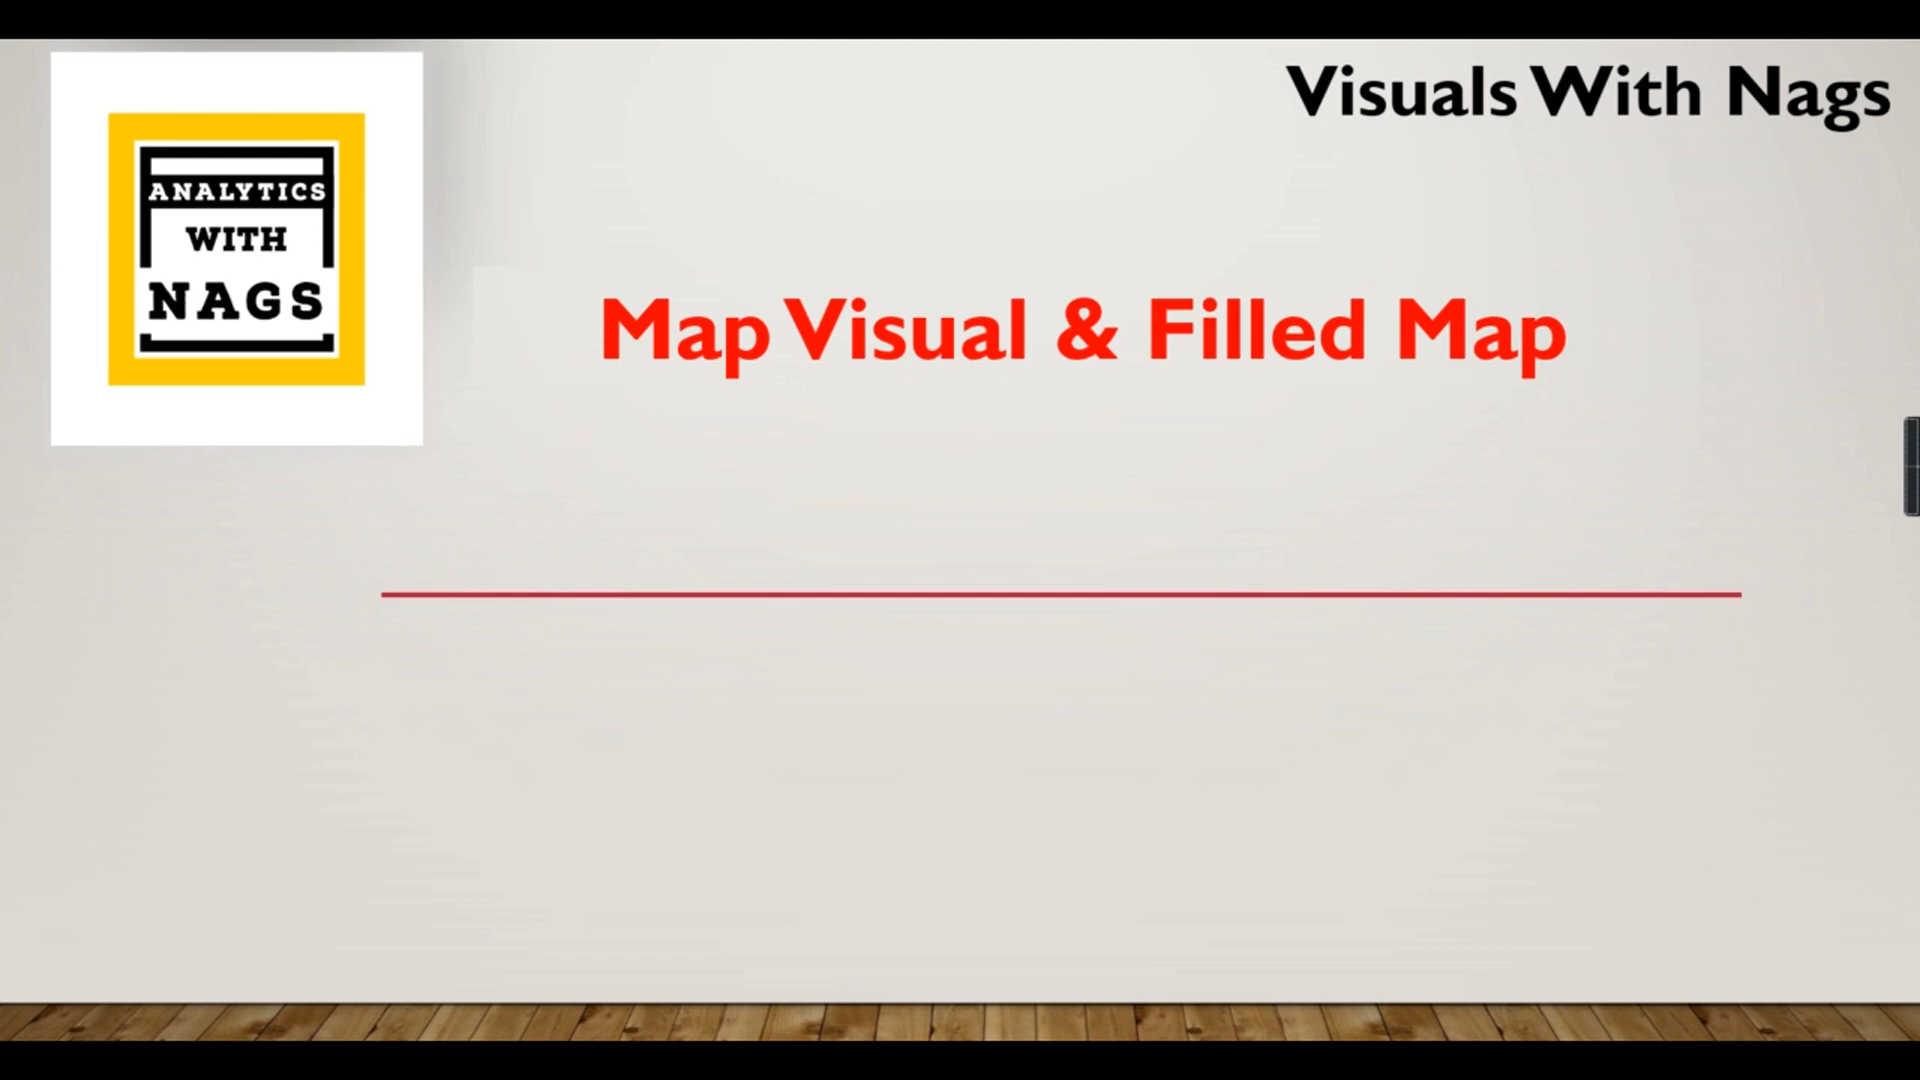 Visuals With Nags
ANALYTICS
WITH
NAGS
Map Visual & Filled Map